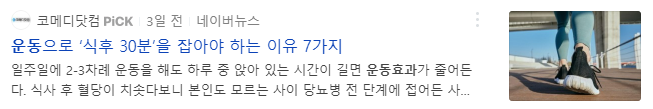 코메디닷컴 PiCK 3일 전 네이버뉴스
운동으로 ‘식후 30분’을 잡아야 하는 이유 7가지
일주일에 2-3차례 운동을 해도 하루 중 앉아 있는 시간이 길면 운동효과가 줄어든
다. 식사 후 혈당이 치솟다보니 본인도 모르는 사이 당뇨병 전 단계에 접어든 사...